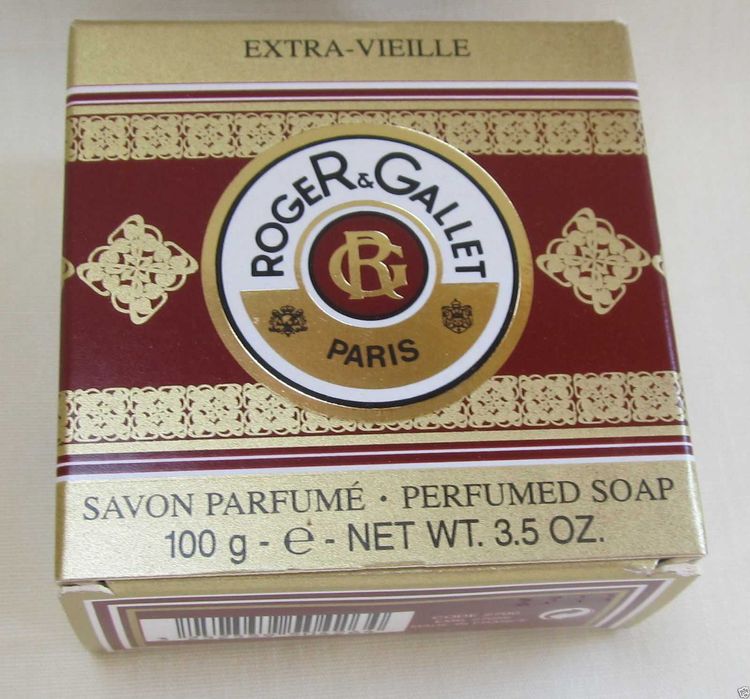 EXTRA-VIEILLE
ROGER & GALLET
RG
PARIS
SAVON PARFUMÉ · PERFUMED SOAP
100 g - ℮ - NET WT. 3.5 OZ.